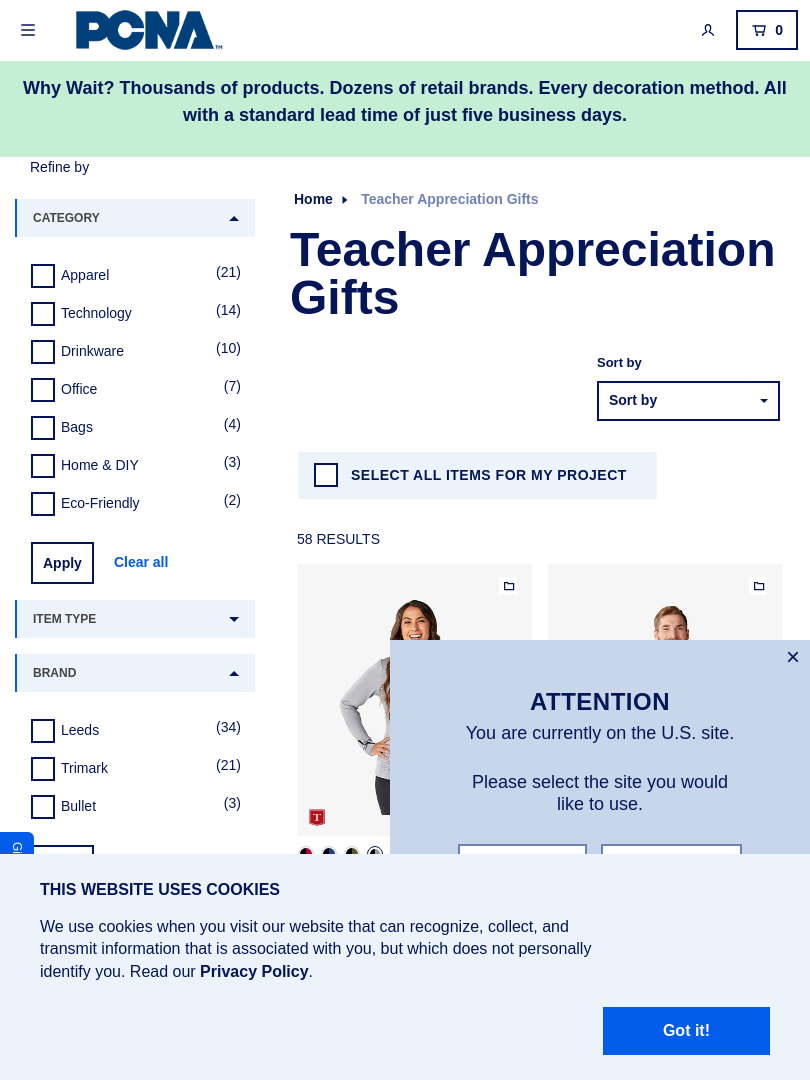 PCNA™
0
Why Wait? Thousands of products. Dozens of retail brands. Every decoration method. All
with a standard lead time of just five business days.
Refine by
CATEGORY
Apparel (21)
Technology (14)
Drinkware (10)
Office (7)
Bags (4)
Home & DIY (3)
Eco-Friendly (2)
Apply Clear all
ITEM TYPE
BRAND
Leeds (34)
Trimark (21)
Bullet (3)
Home Teacher Appreciation Gifts
Teacher Appreciation
Gifts
Sort by
Sort by
SELECT ALL ITEMS FOR MY PROJECT
58 RESULTS
T
ATTENTION
You are currently on the U.S. site.
Please select the site you would
like to use.
THIS WEBSITE USES COOKIES
We use cookies when you visit our website that can recognize, collect, and
transmit information that is associated with you, but which does not personally
identify you. Read our Privacy Policy.
Got it!